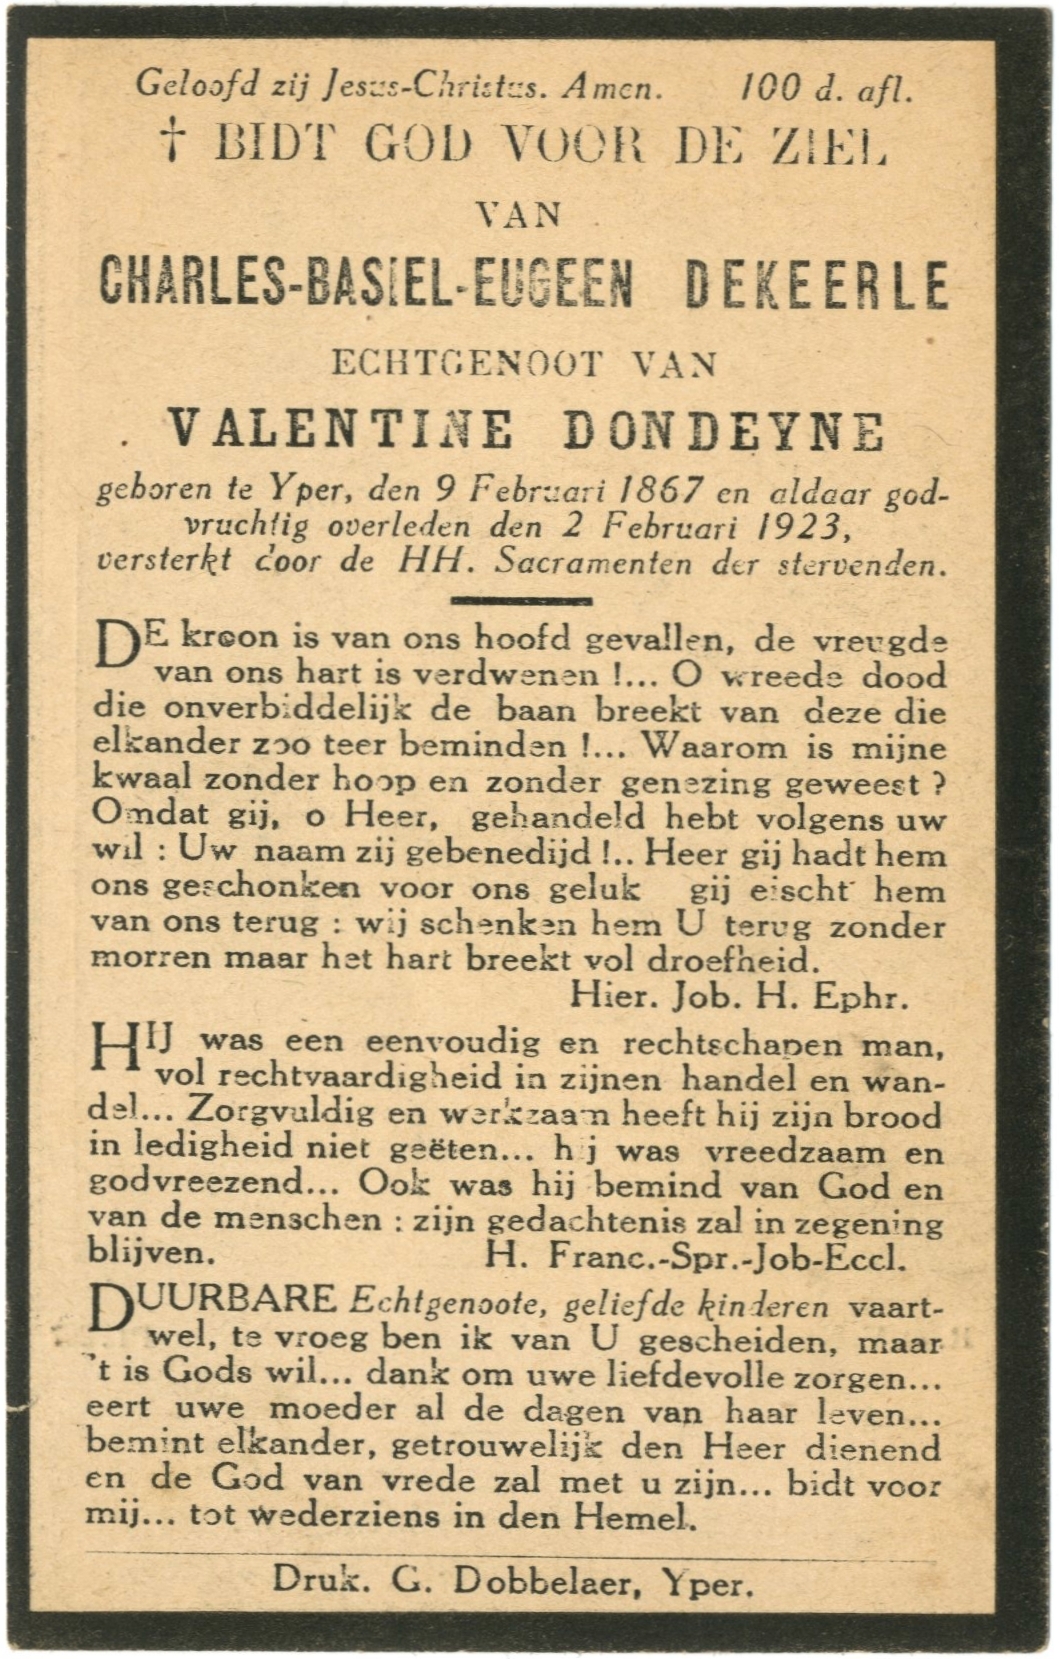 Geloofd zij Jesus-Christus. Amen. 100 d. afl.
† BIDT GOD VOOR DE ZIEL
VAN
CHARLES-BASIEL-EUGEEN DEKEERLE
ECHTGENOOT VAN
VALENTINE DONDEYNE
geboren te Yper, den 9 Februari 1867 en aldaar god-
vruchtig overleden den 2 Februari 1923,
versterkt door de HH. Sacramenten der stervenden.
DE kroon is van ons hoofd gevallen, de vreugde
van ons hart is verdwenen !... O wreede dood
die onverbiddelijk de baan breekt van deze die
elkander zoo teer beminden !... Waarom is mijne
kwaal zonder hoop en zonder genezing geweest ?
Omdat gij, o Heer, gehandeld hebt volgens uw
wil : Uw naam zij gebenedijd !.. Heer gij hadt hem
ons geschonken voor ons geluk gij eischt hem
van ons terug : wij schenken hem U terug zonder
morren maar het hart breekt vol droefheid.
Hier. Job. H. Ephr.
HIJ was een eenvoudig en rechtschapen man,
vol rechtvaardigheid in zijnen handel en wan-
del... Zorgvuldig en werkzaam heeft hij zijn brood
in ledigheid niet geëten... hij was vreedzaam en
godvreezend... Ook was hij bemind van God en
van de menschen : zijn gedachtenis zal in zegening
blijven. H. Franc.-Spr.-Job-Eccl.
DUURBARE Echtgenoote, geliefde kinderen vaart-
wel, te vroeg ben ik van U gescheiden, maar
't is Gods wil... dank om uwe liefdevolle zorgen...
eert uwe moeder al de dagen van haar leven...
bemint elkander, getrouwelijk den Heer dienend
en de God van vrede zal met u zijn... bidt voor
mij... tot wederziens in den Hemel.
Druk. G. Dobbelaer, Yper.